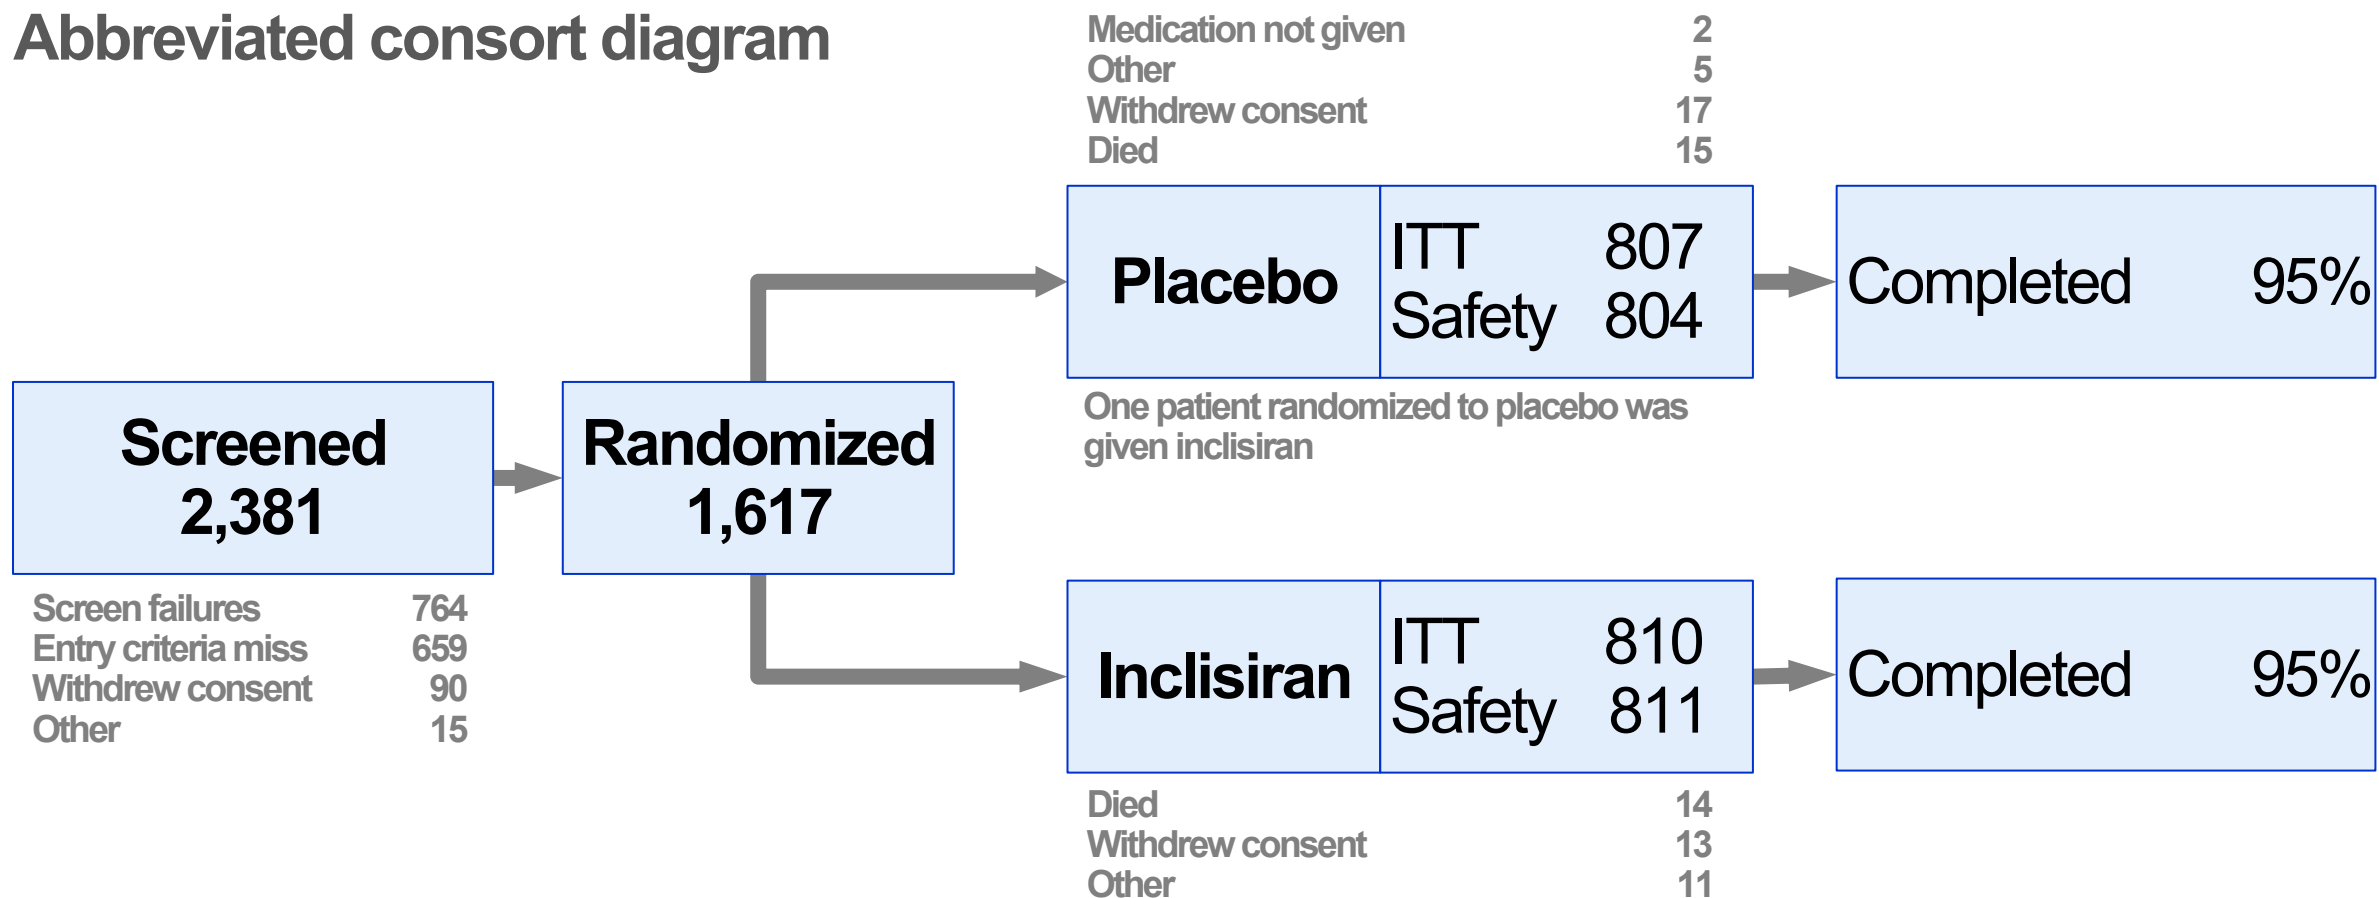 Abbreviated consort diagram
Medication not given 2
Other 5
Withdrew consent 17
Died 15
Placebo
ITT 807
Safety 804
Completed 95%
One patient randomized to placebo was
given inclisiran
Screened
2,381
Randomized
1,617
Screen failures 764
Entry criteria miss 659
Withdrew consent 90
Other 15
Inclisiran
ITT 810
Safety 811
Completed 95%
Died 14
Withdrew consent 13
Other 11